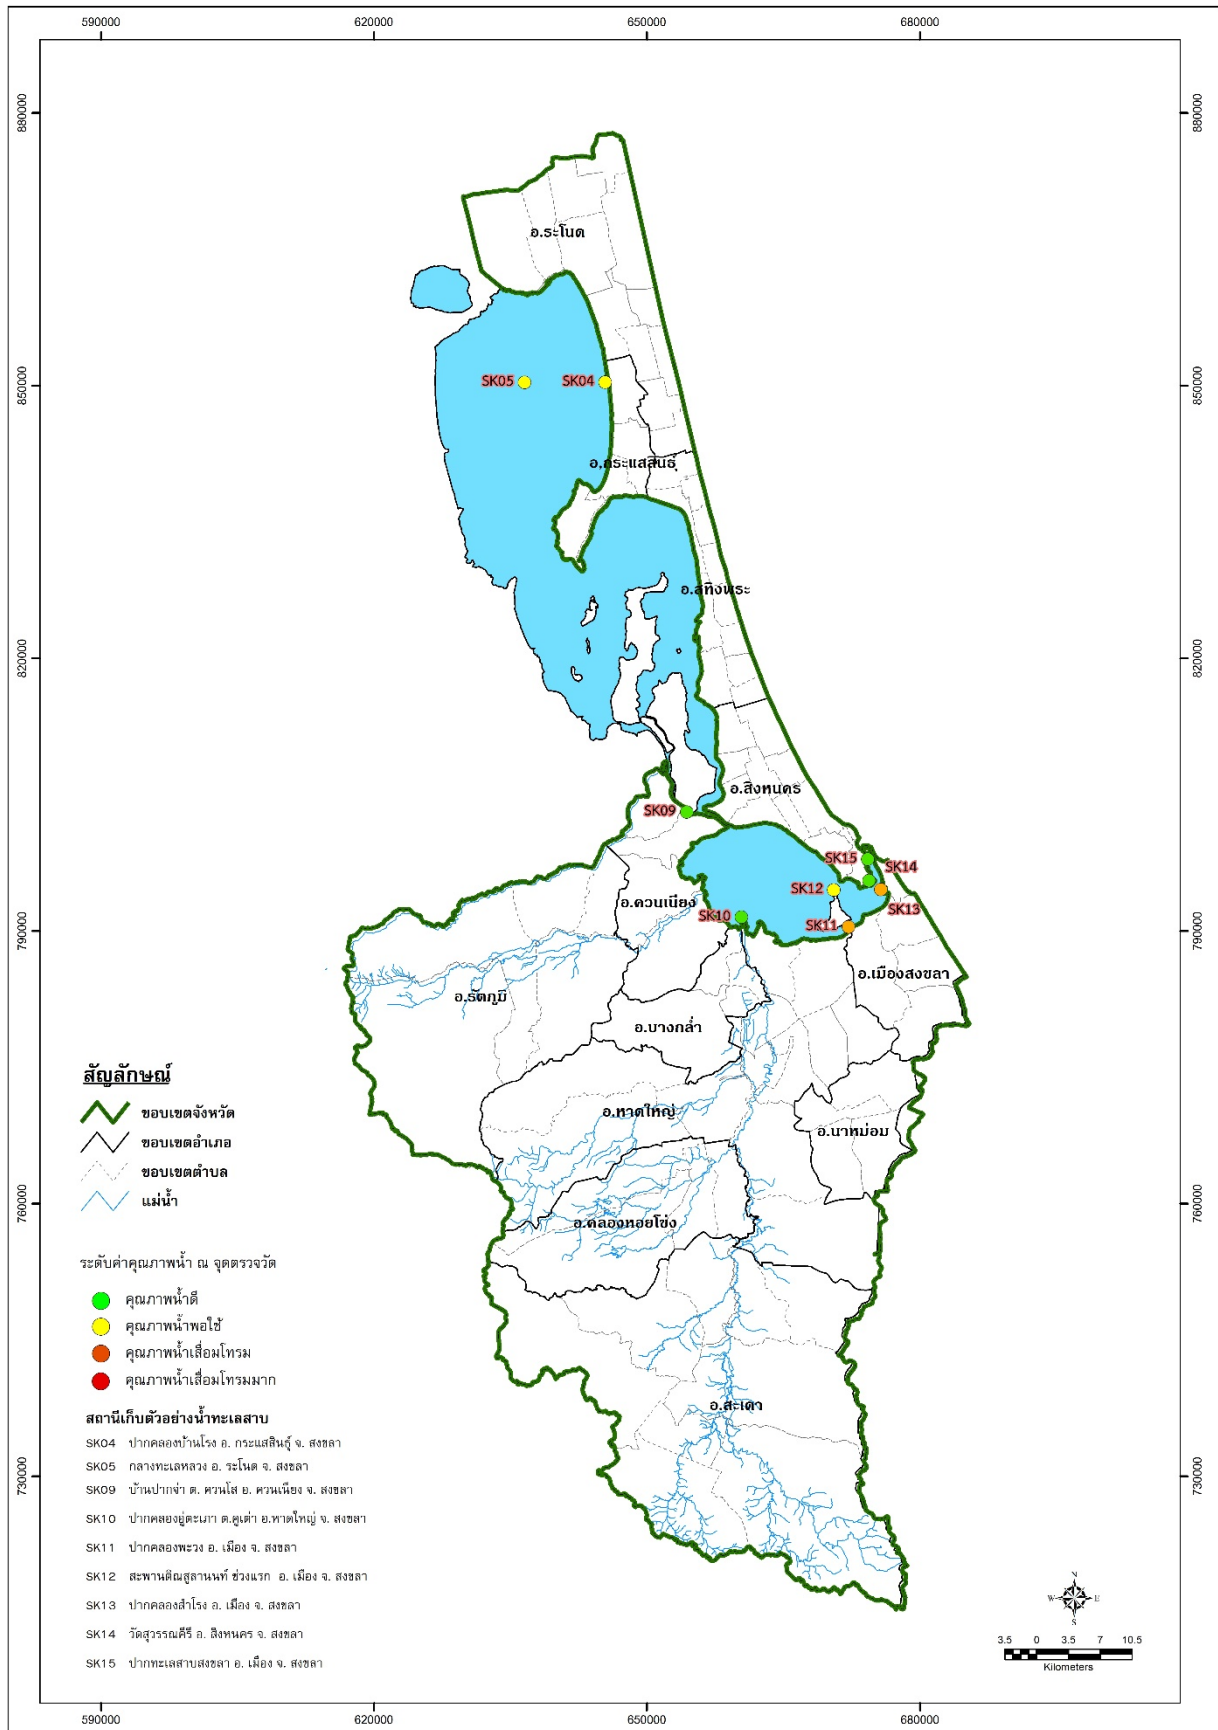 590000 620000 650000 680000
880000 880000
อ.ระโนด
850000 850000
SK05 SK04
อ.กระแสสินธุ์
อ.สทิงพระ
820000 820000
อ.สิงหนคร
SK09
SK15 SK14
SK12 SK13
อ.ควนเนียง
SK10 SK11
790000 790000
อ.เมืองสงขลา
อ.รัตภูมิ
อ.บางกล่ำ
สัญลักษณ์
ขอบเขตจังหวัด
อ.หาดใหญ่
อ.นาหม่อม
ขอบเขตอำเภอ
ขอบเขตตำบล
แม่น้ำ
760000 760000
อ.คลองหอยโข่ง
ระดับค่าคุณภาพน้ำ ณ จุดตรวจวัด
คุณภาพน้ำดี
คุณภาพน้ำพอใช้
คุณภาพน้ำเสื่อมโทรม
คุณภาพน้ำเสื่อมโทรมมาก
อ.สะเดา
สถานีเก็บตัวอย่างน้ำทะเลสาบ
SK04 ปากคลองบ้านโรง อ. กระแสสินธุ์ จ. สงขลา
SK05 กลางทะเลหลวง อ. ระโนด จ. สงขลา
730000 730000
SK09 บ้านปากจ่า ต. ควนโส อ. ควนเนียง จ. สงขลา
SK10 ปากคลองอู่ตะเภา ต.คูเต่า อ.หาดใหญ่ จ. สงขลา
SK11 ปากคลองพะวง อ. เมือง จ. สงขลา
SK12 สะพานติณสูลานนท์ ช่วงแรก อ. เมือง จ. สงขลา
SK13 ปากคลองสำโรง อ. เมือง จ. สงขลา
SK14 วัดสุวรรณคีรี อ. สิงหนคร จ. สงขลา
SK15 ปากทะเลสาบสงขลา อ. เมือง จ. สงขลา
N
W E
S
3.5 0 3.5 7 10.5
Kilometers
590000 620000 650000 680000